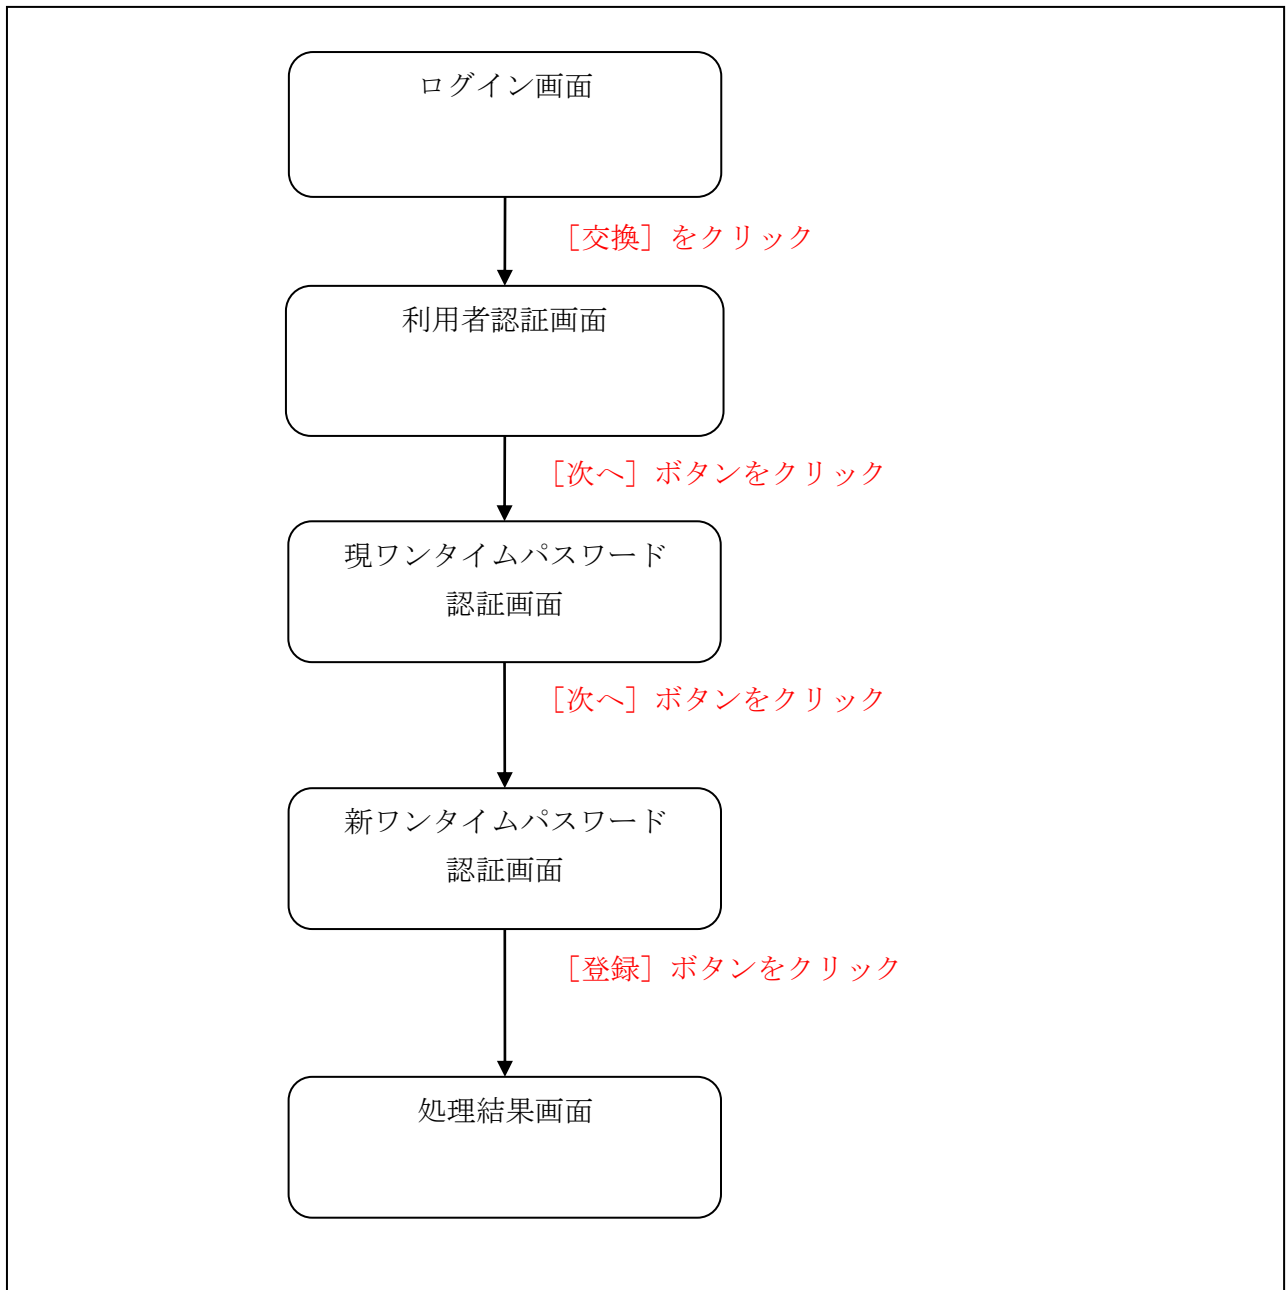 ログイン画面
［交換］をクリック
利用者認証画面
［次へ］ボタンをクリック
現ワンタイムパスワード
認証画面
［次へ］ボタンをクリック
新ワンタイムパスワード
認証画面
［登録］ボタンをクリック
処理結果画面